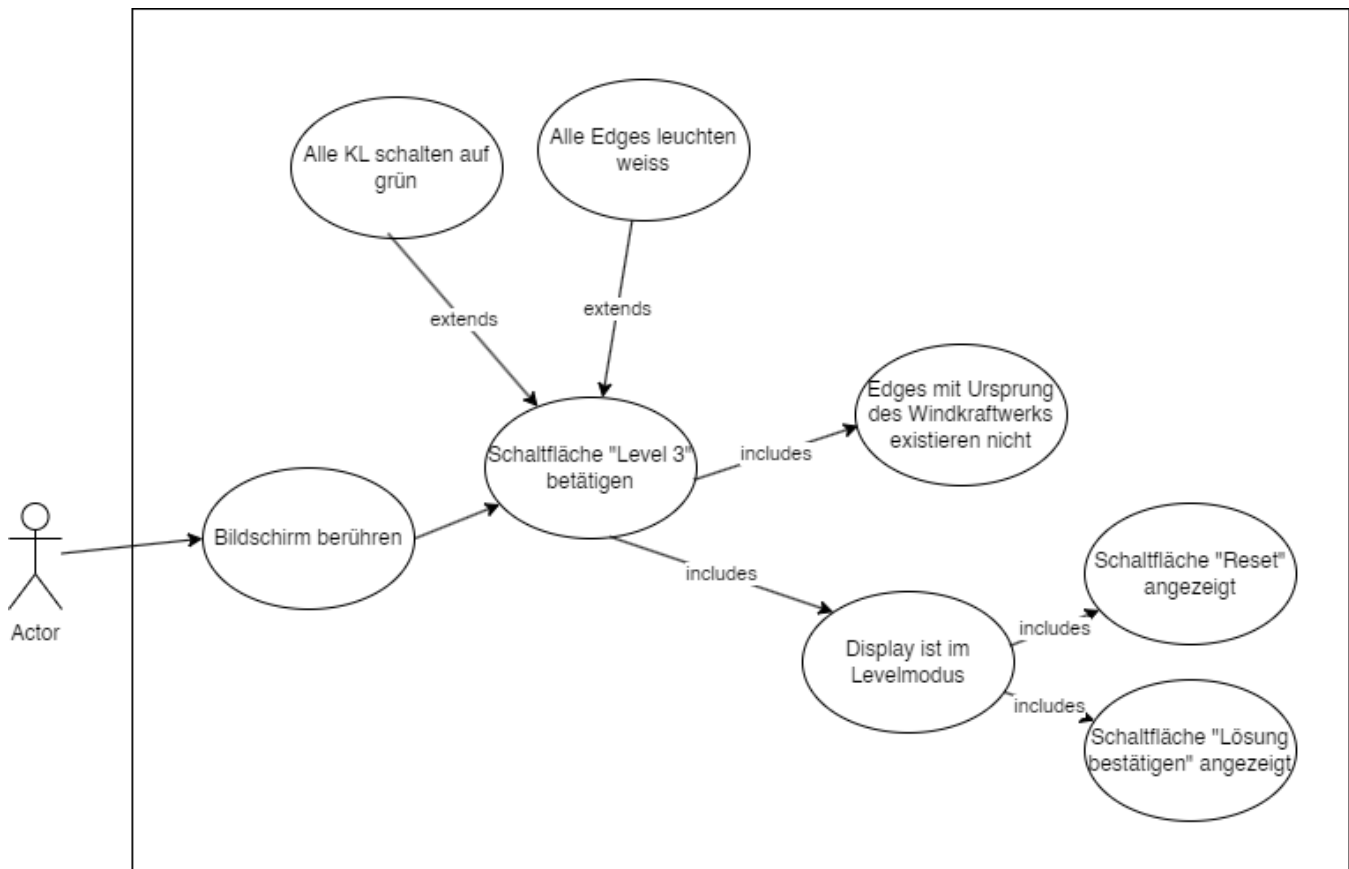 Alle KL schalten auf
grün
Alle Edges leuchten
weiss
extends
extends
Edges mit Ursprung
des Windkraftwerks
existieren nicht
Schaltfläche "Level 3"
betätigen
includes
Bildschirm berühren
includes
Schaltfläche "Reset"
angezeigt
Actor
includes
Display ist im
Levelmodus
includes
Schaltfläche "Lösung
bestätigen" angezeigt